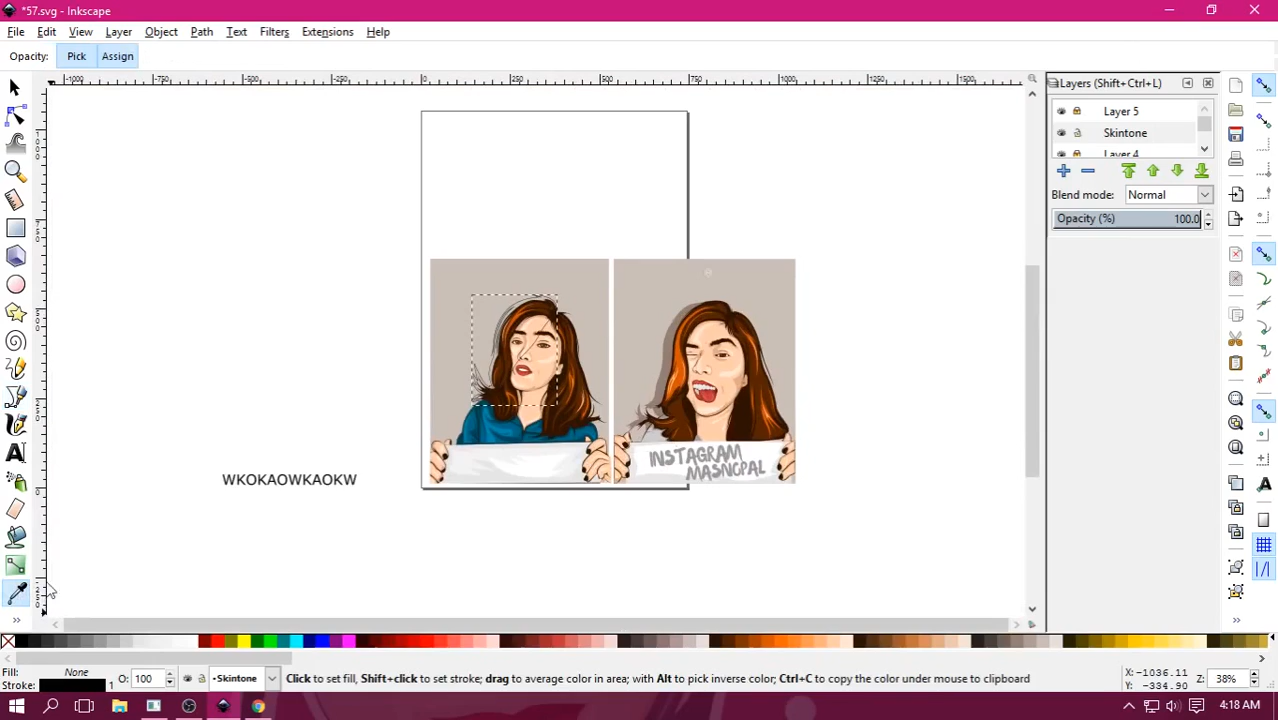 *57.svg - Inkscape
File Edit View Layer Object Path Text Filters Extensions Help
Opacity: Pick Assign
Layers (Shift+Ctrl+L)
Layer 5
Skintone
Layer 4
Blend mode: Normal
Opacity (%) 100.0
INSTAGRAM
MASNOPAL
WKOKAOWKAOKW
Fill: None
Stroke: 1
O: 100
•Skintone
Click to set fill, Shift+click to set stroke; drag to average color in area; with Alt to pick inverse color; Ctrl+C to copy the color under mouse to clipboard
X: -1036.11
Y: -334.90
Z: 38%
4:18 AM